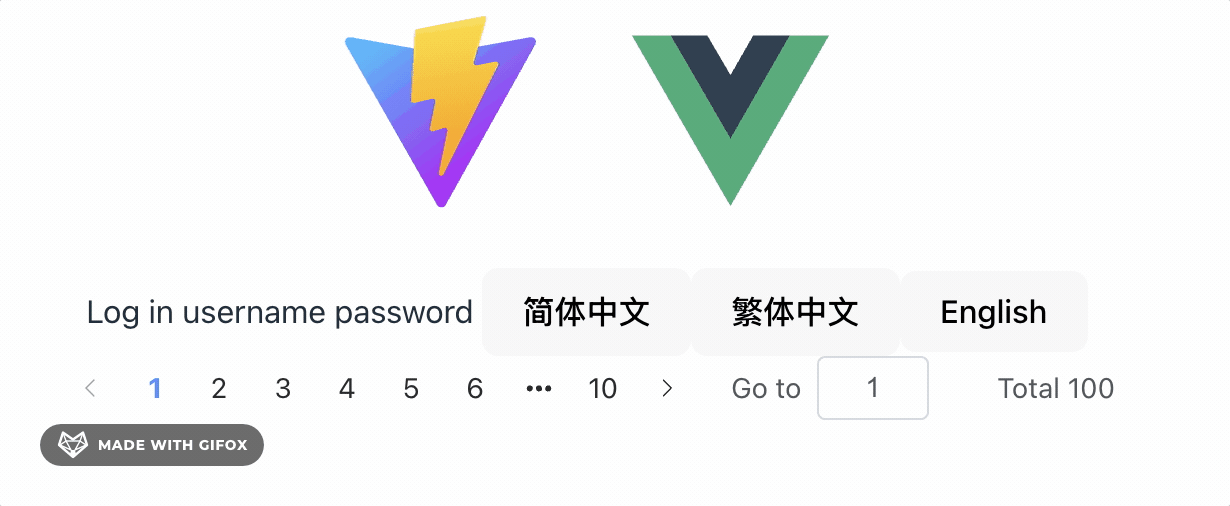 Log in username password 简体中文 繁体中文 English
1 2 3 4 5 6 ••• 10 Go to 1 Total 100
MADE WITH GIFOX